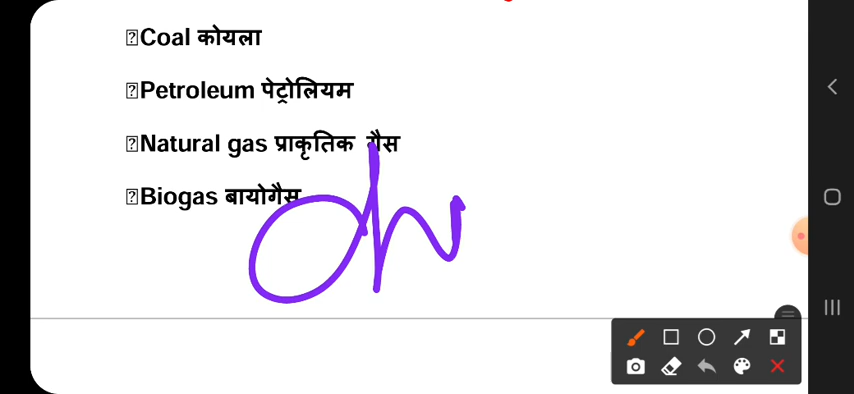 Coal कोयला
Petroleum पेट्रोलियम
Natural gas प्राकृतिक गैस
Biogas बायोगैस